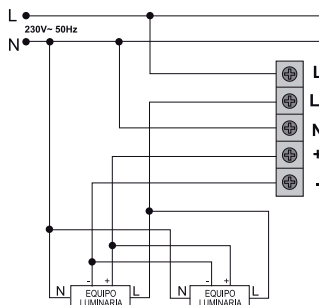 L
230V~ 50Hz
N
L
L
N
+
-
- +
- +
N L
N L
EQUIPO
LUMINARIA
EQUIPO
LUMINARIA